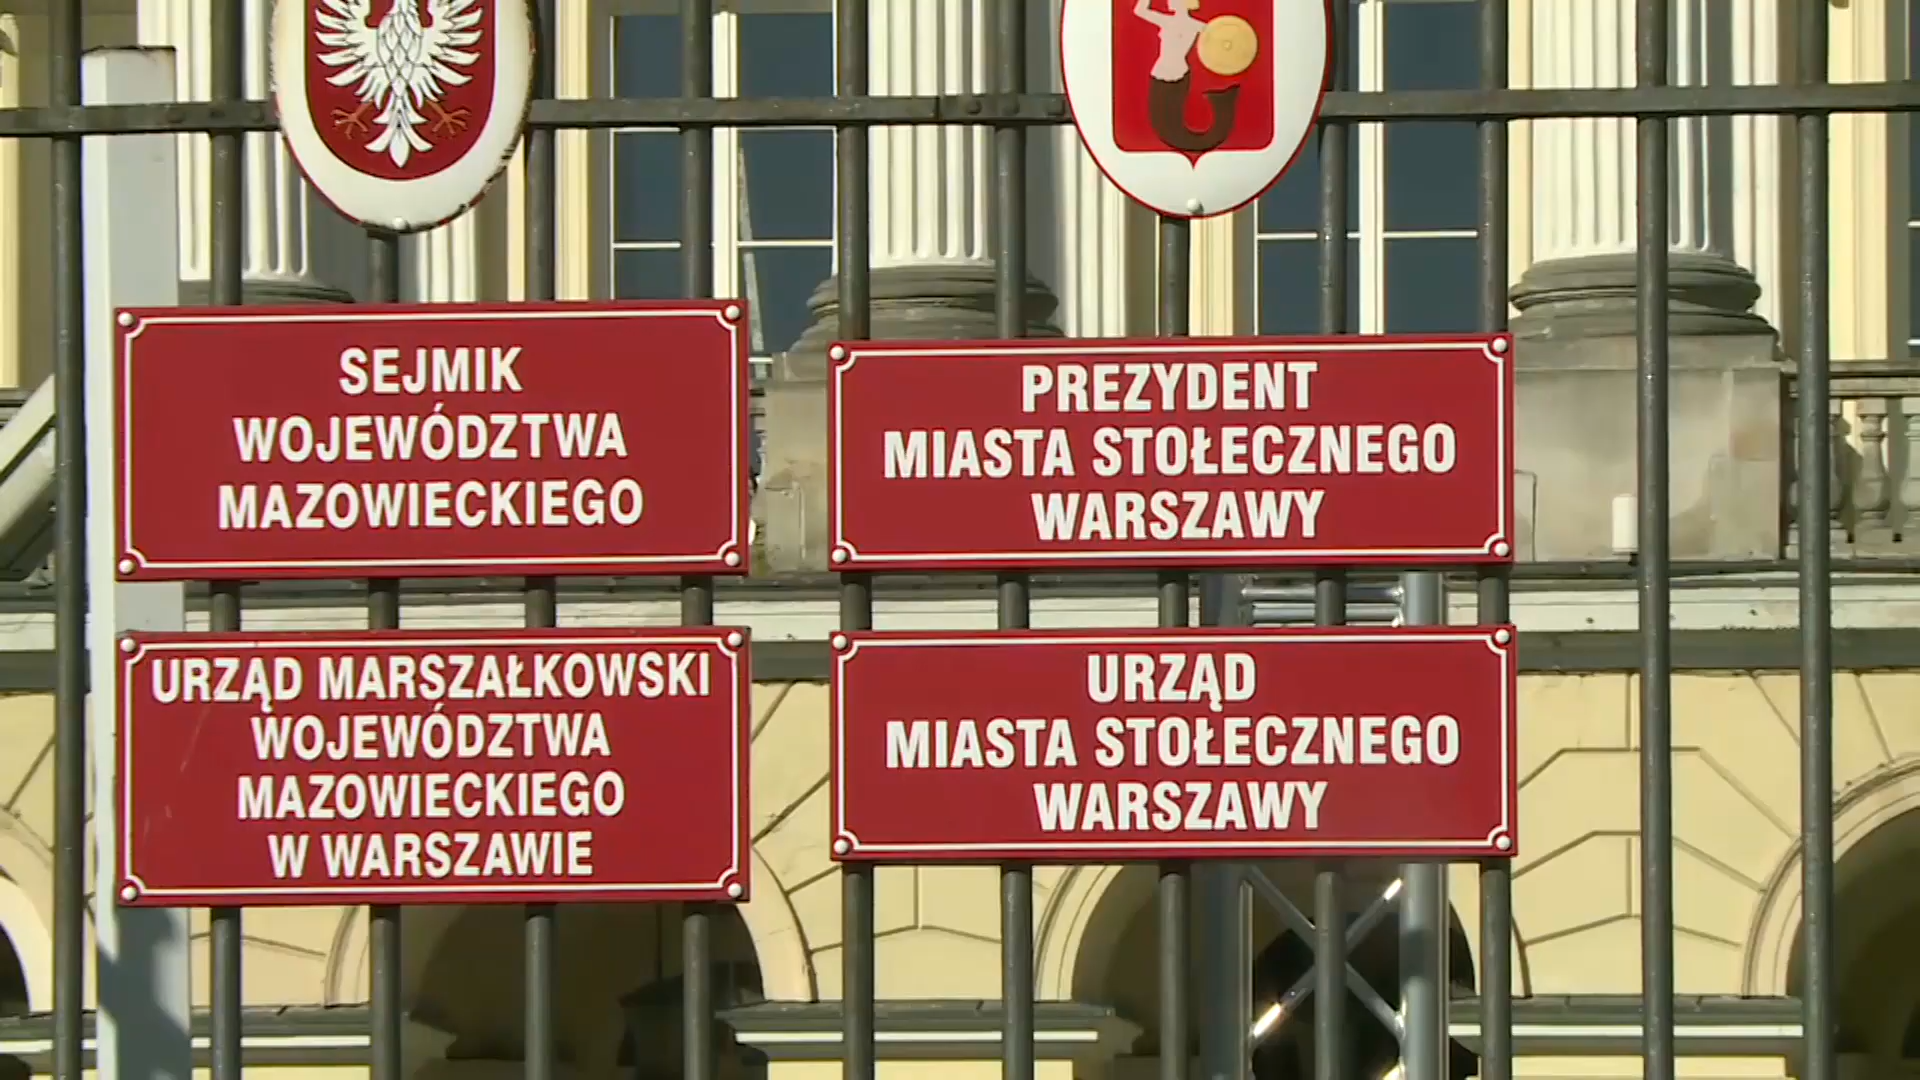 SEJMIK
WOJEWÓDZTWA
MAZOWIECKIEGO
URZĄD MARSZAŁKOWSKI
WOJEWÓDZTWA
MAZOWIECKIEGO
W WARSZAWIE
PREZYDENT
MIASTA STOŁECZNEGO
WARSZAWY
URZĄD
MIASTA STOŁECZNEGO
WARSZAWY